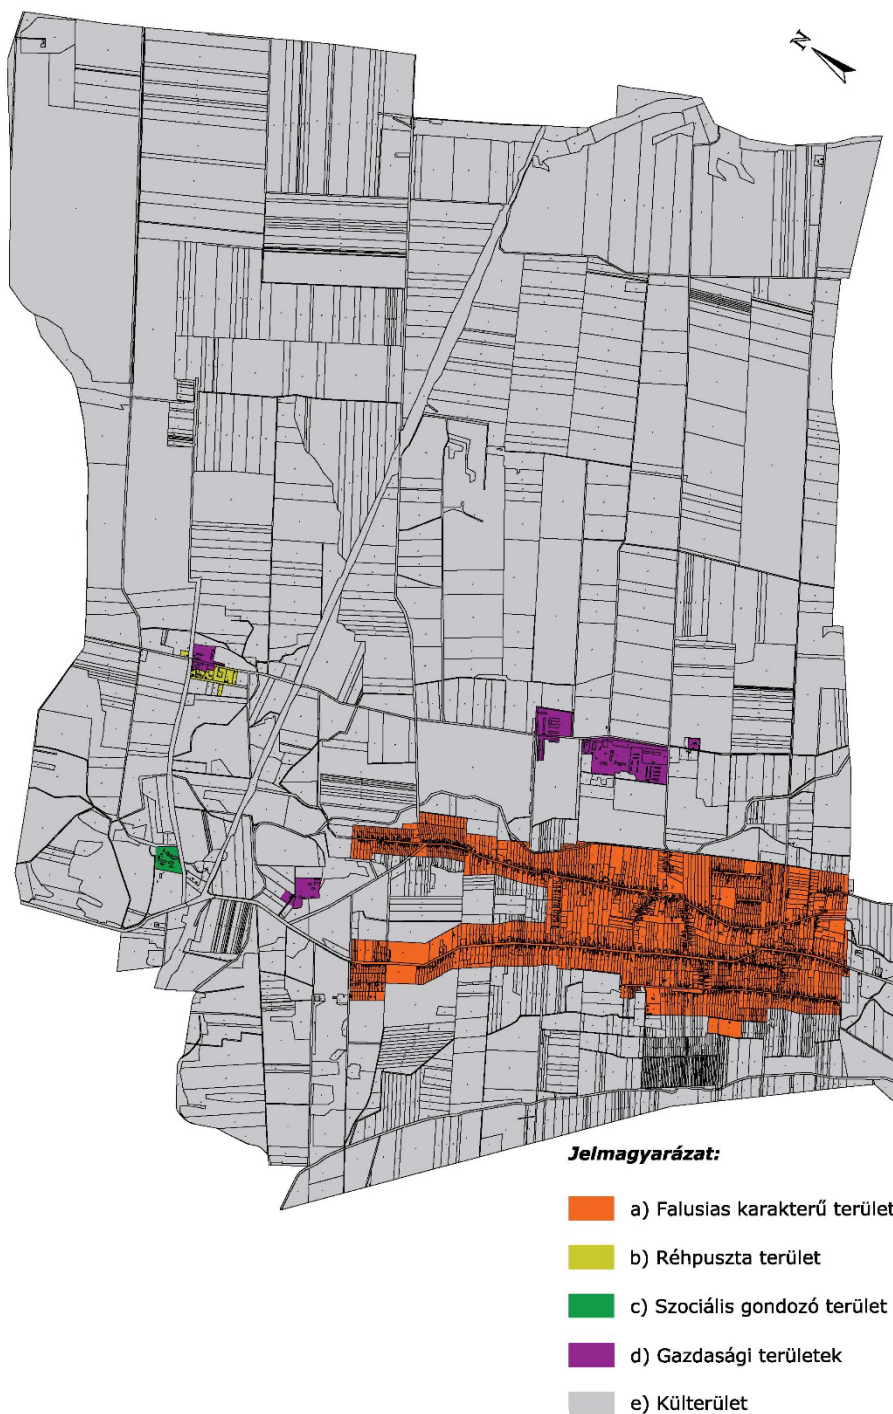 N
Jelmagyarázat:
a) Falusias karakterű terület
b) Réhpuszta terület
c) Szociális gondozó terület
d) Gazdasági területek
e) Külterület